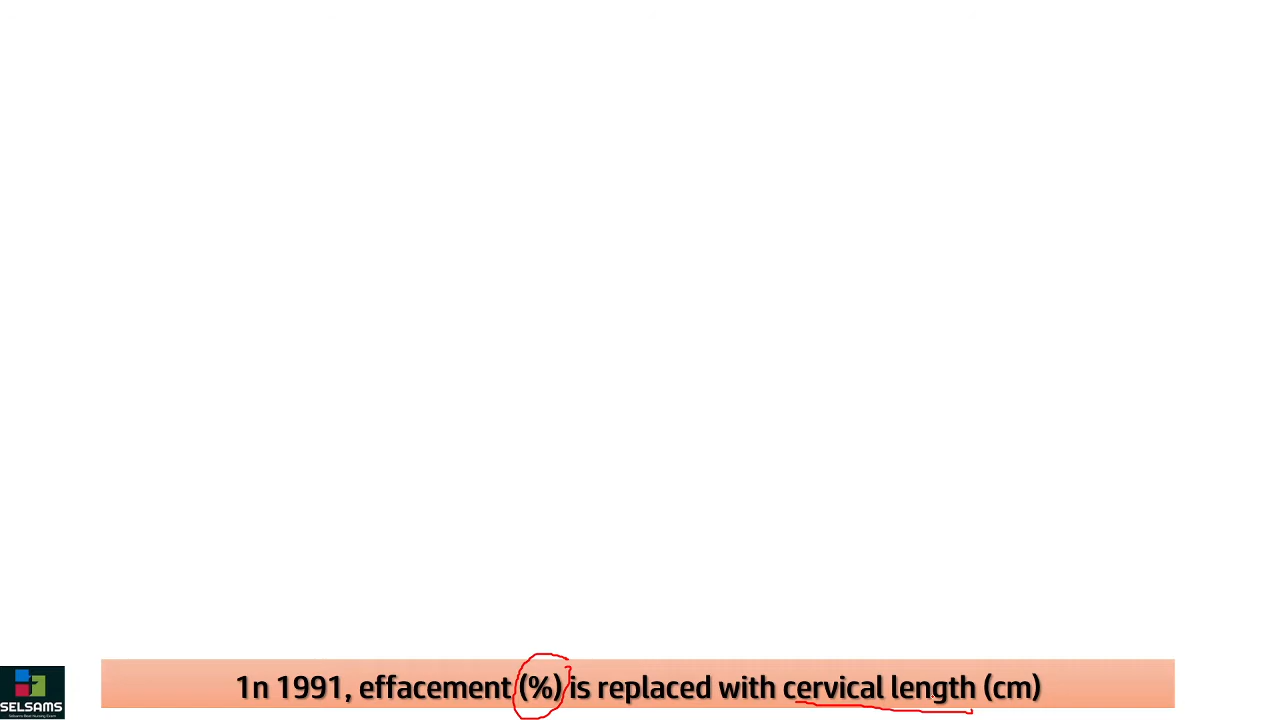 1n 1991, effacement (%) is replaced with cervical length (cm)
SELSAMS